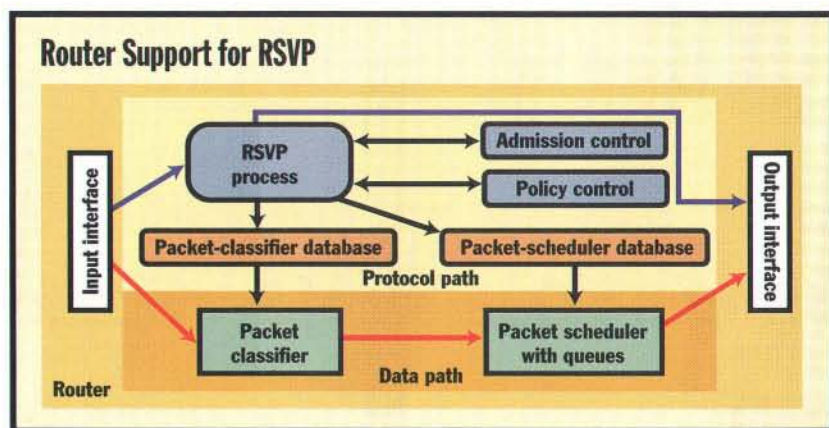 Router Support for RSVP
RSVP
process
Admission control
Policy control
Input interface
Output interface
Packet-classifier database
Packet-scheduler database
Protocol path
Packet
classifier
Packet scheduler
with queues
Data path
Router